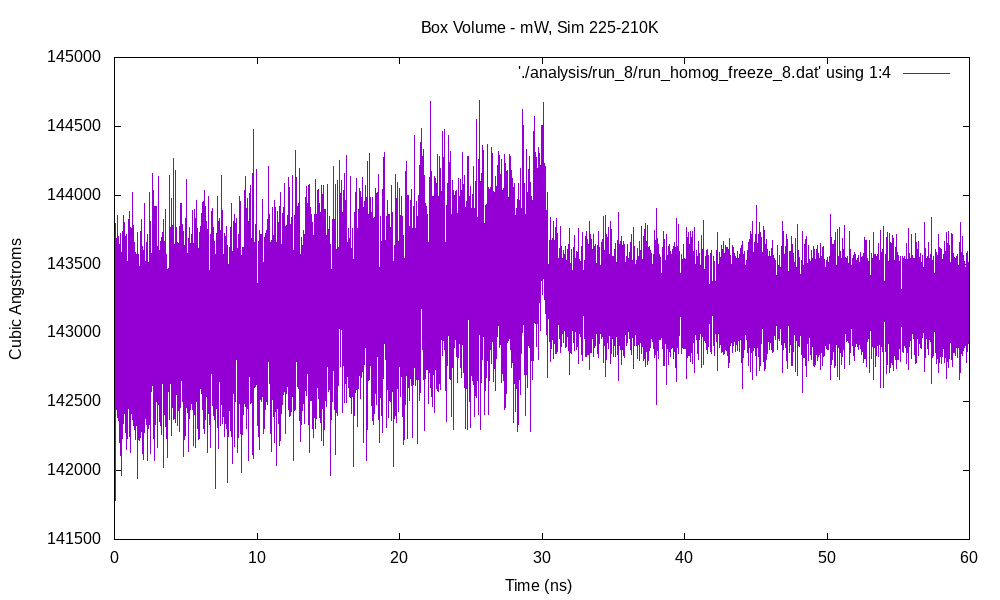 Box Volume - mW, Sim 225-210K
'./analysis/run_8/run_homog_freeze_8.dat' using 1:4
145000
144500
144000
143500
143000
142500
142000
141500
Cubic Angstroms
0 10 20 30 40 50 60
Time (ns)